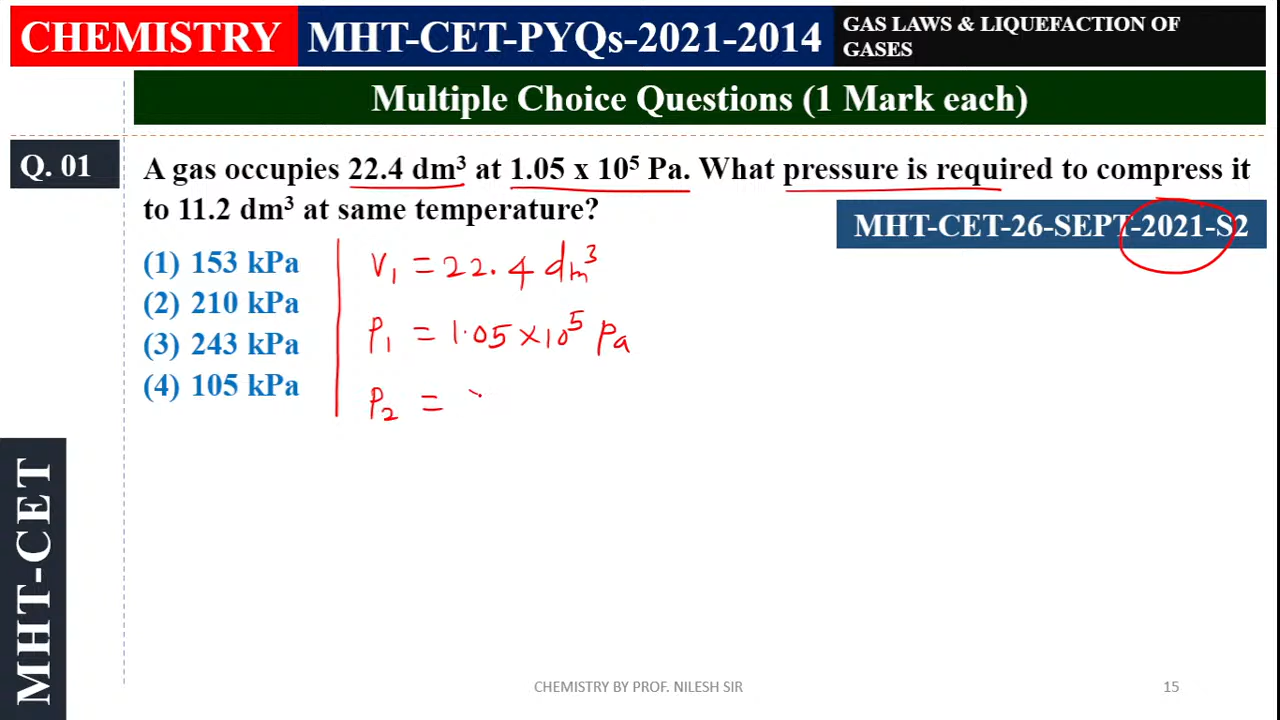 CHEMISTRY
MHT-CET-PYQs-2021-2014
GAS LAWS & LIQUEFACTION OF
GASES
Multiple Choice Questions (1 Mark each)
Q. 01
A gas occupies 22.4 dm³ at 1.05 x 10⁵ Pa. What pressure is required to compress it
to 11.2 dm³ at same temperature?
MHT-CET-26-SEPT-2021-S2
(1) 153 kPa
(2) 210 kPa
(3) 243 kPa
(4) 105 kPa
V₁ = 22.4 dm³
P₁ = 1.05 × 10⁵ Pa
P₂ =
MHT-CET
CHEMISTRY BY PROF. NILESH SIR
15